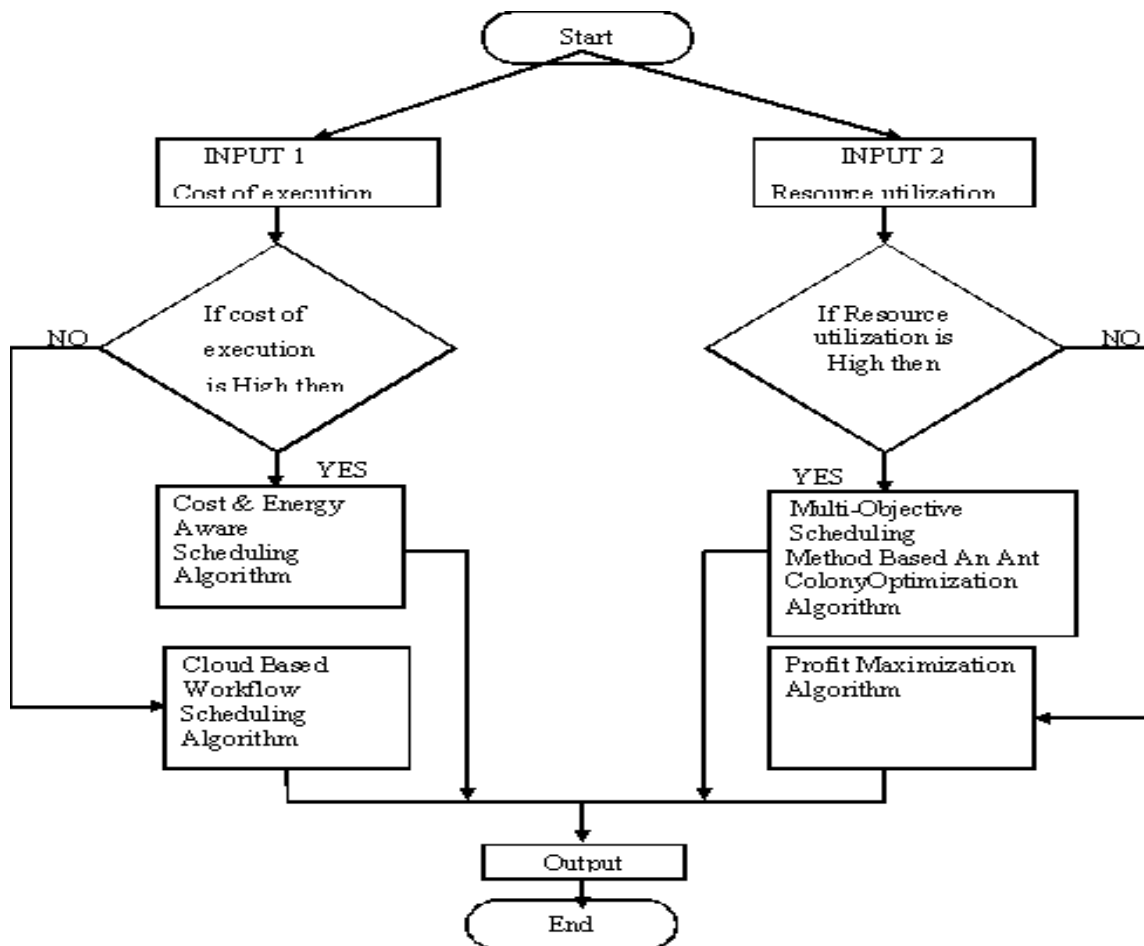 Start
INPUT 1
Cost of execution
INPUT 2
Resource utilization
If cost of
execution
is High then
NO
YES
If Resource
utilization is
High then
NO
YES
Cost & Energy
Aware
Scheduling
Algorithm
Multi-Objective
Scheduling
Method Based An Ant
ColonyOptimization
Algorithm
Cloud Based
Workflow
Scheduling
Algorithm
Profit Maximization
Algorithm
Output
End